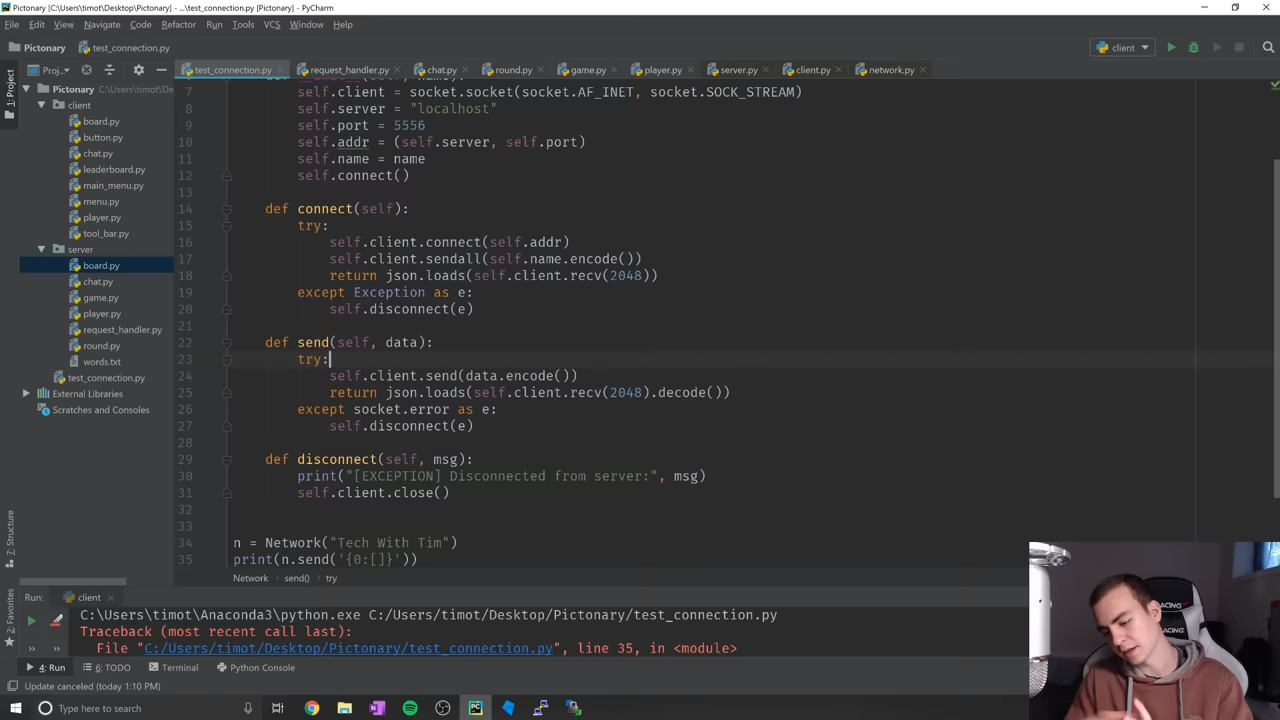 Pictonary [C:\Users\timot\Desktop\Pictonary] - ...\test_connection.py [Pictonary] - PyCharm
File Edit View Navigate Code Refactor Run Tools VCS Window Help
Pictonary test_connection.py client
1: Project
Proj...
test_connection.py request_handler.py chat.py round.py game.py player.py server.py client.py network.py
Pictonary C:\Users\t
client
board.py
button.py
chat.py
leaderboard.py
main_menu.py
menu.py
player.py
tool_bar.py
server
board.py
chat.py
game.py
player.py
request_handler.py
round.py
words.txt
test_connection.py
External Libraries
Scratches and Consoles
7 self.client = socket.socket(socket.AF_INET, socket.SOCK_STREAM)
8 self.server = "localhost"
9 self.port = 5556
10 self.addr = (self.server, self.port)
11 self.name = name
12 self.connect()
13
14 def connect(self):
15 try:
16 self.client.connect(self.addr)
17 self.client.sendall(self.name.encode())
18 return json.loads(self.client.recv(2048))
19 except Exception as e:
20 self.disconnect(e)
21
22 def send(self, data):
23 try:
24 self.client.send(data.encode())
25 return json.loads(self.client.recv(2048).decode())
26 except socket.error as e:
27 self.disconnect(e)
28
29 def disconnect(self, msg):
30 print("[EXCEPTION] Disconnected from server:", msg)
31 self.client.close()
32
33
34 n = Network("Tech With Tim")
35 print(n.send('{0:[]}'))
Network send() try
Z: Structure
2: Favorites
Run: client
C:\Users\timot\Anaconda3\python.exe C:/Users/timot/Desktop/Pictonary/test_connection.py
Traceback (most recent call last):
File "C:/Users/timot/Desktop/Pictonary/test_connection.py", line 35, in <module>
4: Run 6: TODO Terminal Python Console
Update canceled (today 1:10 PM)
Type here to search
RACING
RACING